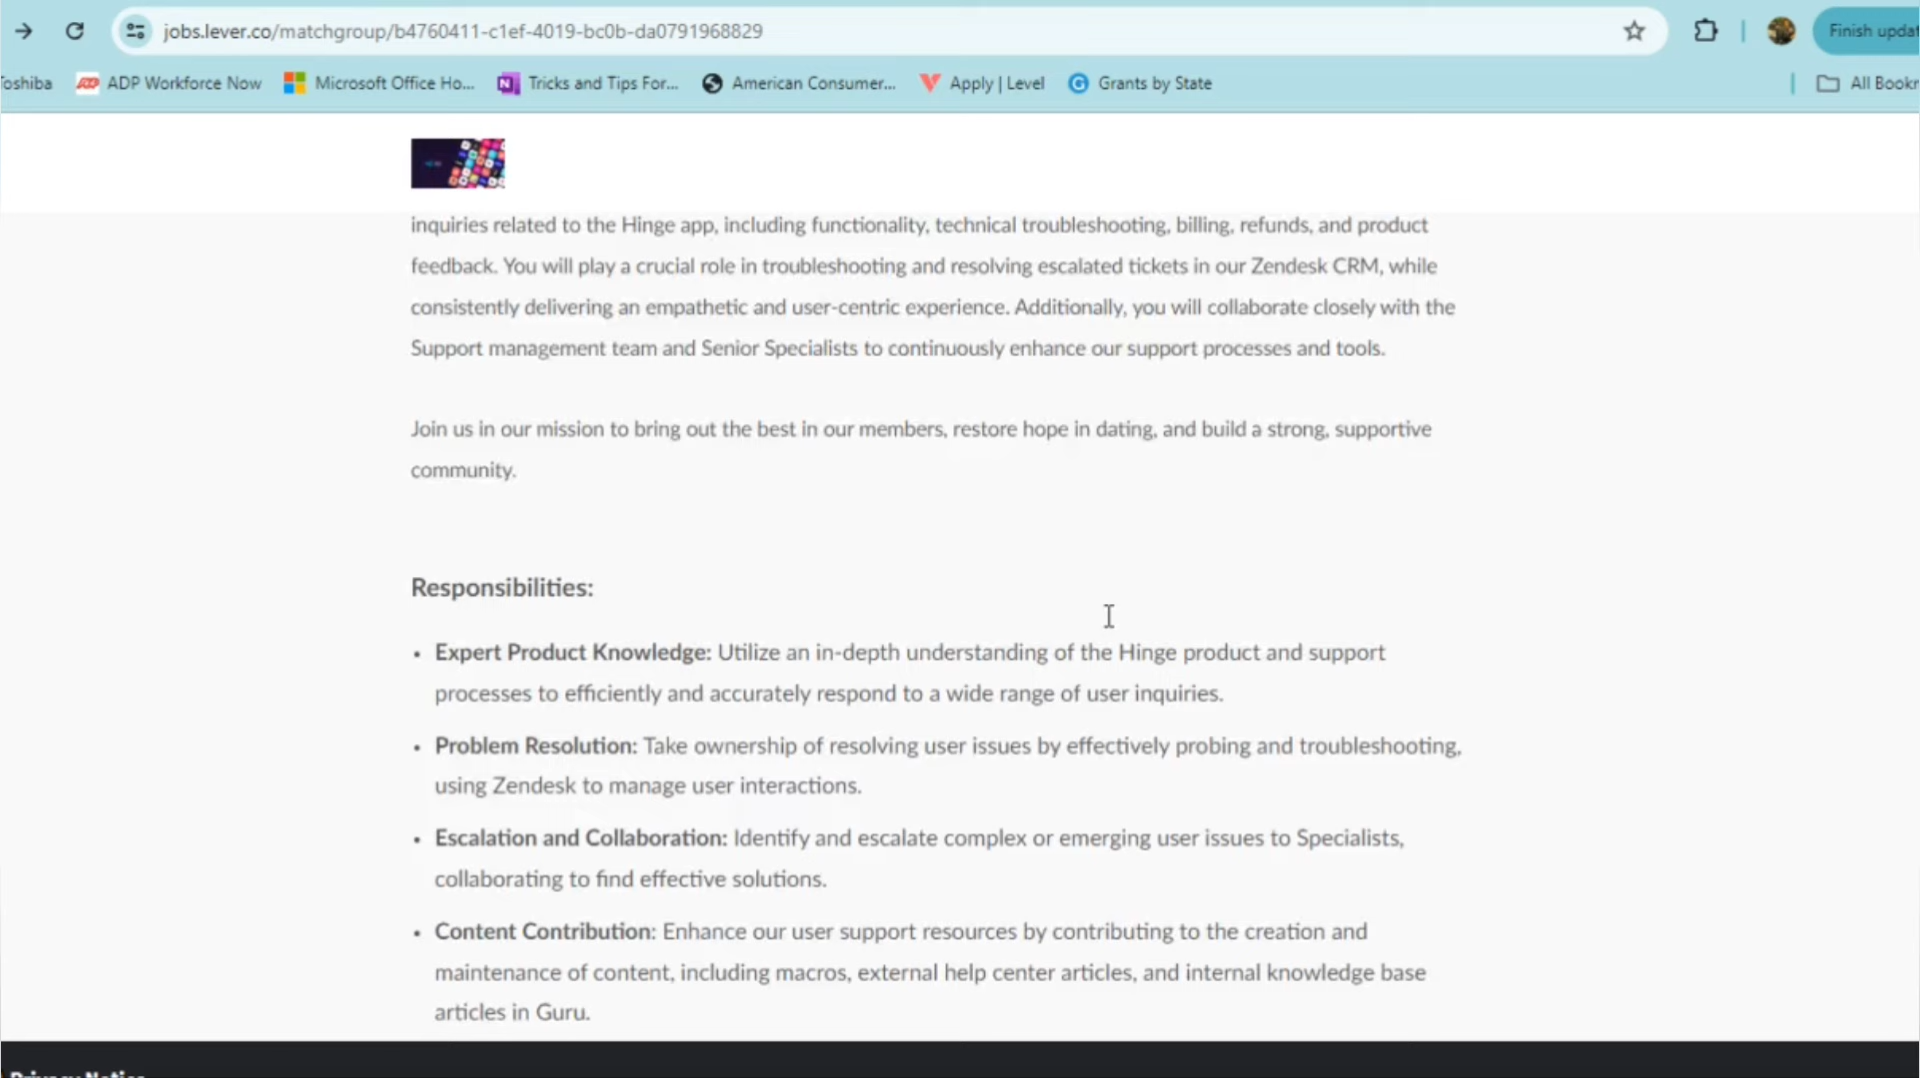 jobs.lever.co/matchgroup/b4760411-c1ef-4019-bc0b-da0791968829
Finish updat
oshiba ADP Workforce Now Microsoft Office Ho... Tricks and Tips For... American Consumer... Apply | Level Grants by State All Bookr
inquiries related to the Hinge app, including functionality, technical troubleshooting, billing, refunds, and product
feedback. You will play a crucial role in troubleshooting and resolving escalated tickets in our Zendesk CRM, while
consistently delivering an empathetic and user-centric experience. Additionally, you will collaborate closely with the
Support management team and Senior Specialists to continuously enhance our support processes and tools.
Join us in our mission to bring out the best in our members, restore hope in dating, and build a strong, supportive
community.
Responsibilities:
• Expert Product Knowledge: Utilize an in-depth understanding of the Hinge product and support
processes to efficiently and accurately respond to a wide range of user inquiries.
• Problem Resolution: Take ownership of resolving user issues by effectively probing and troubleshooting,
using Zendesk to manage user interactions.
• Escalation and Collaboration: Identify and escalate complex or emerging user issues to Specialists,
collaborating to find effective solutions.
• Content Contribution: Enhance our user support resources by contributing to the creation and
maintenance of content, including macros, external help center articles, and internal knowledge base
articles in Guru.
Privacy Notice